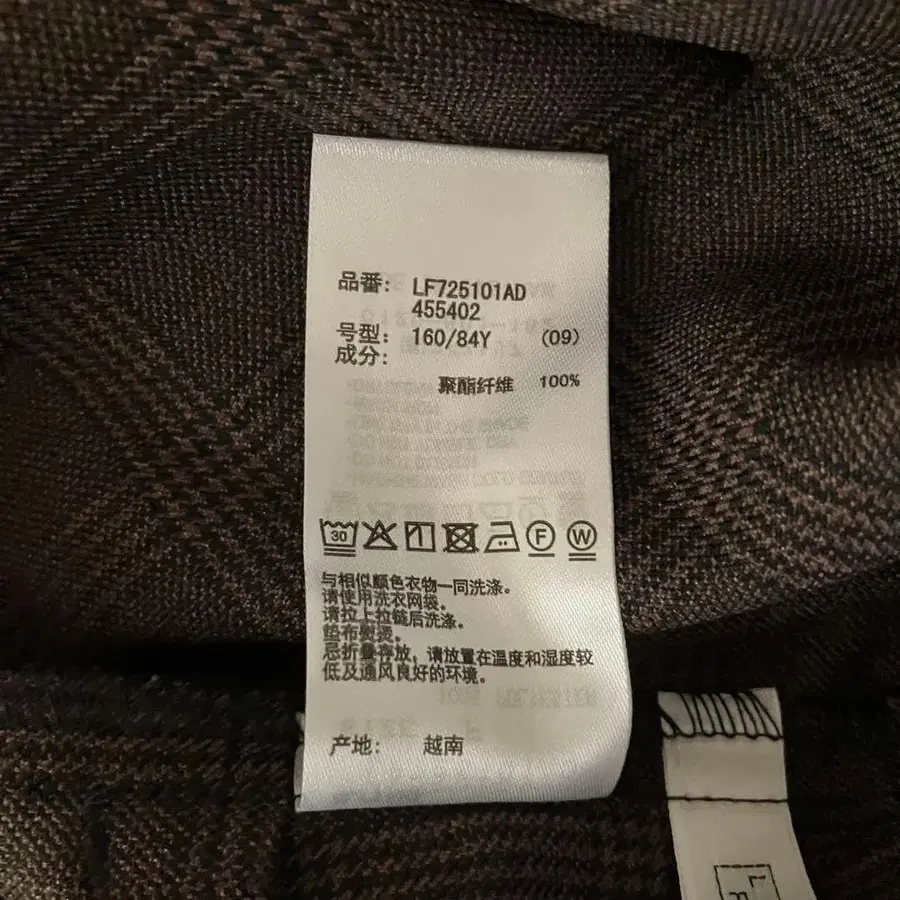 品番： LF725101AD
455402
号型： 160/84Y (09)
成分：
聚酯纤维 100%
30 F W
与相似颜色衣物一同洗涤。
请使用洗衣网袋。
请拉上拉链后洗涤。
垫布熨烫。
忌折叠存放，请放置在温度和湿度较
低及通风良好的环境。
产地： 越南